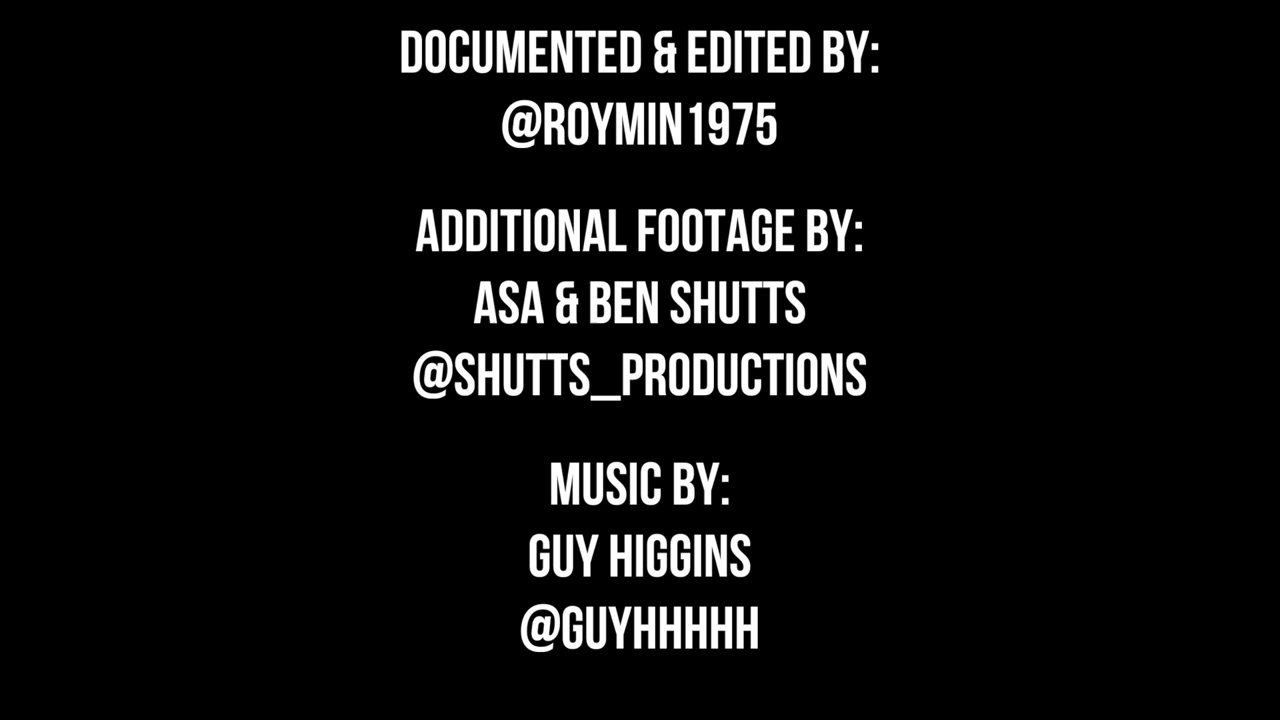 DOCUMENTED & EDITED BY:
@ROYMIN1975
ADDITIONAL FOOTAGE BY:
ASA & BEN SHUTTS
@SHUTTS_PRODUCTIONS
MUSIC BY:
GUY HIGGINS
@GUYHHHHH